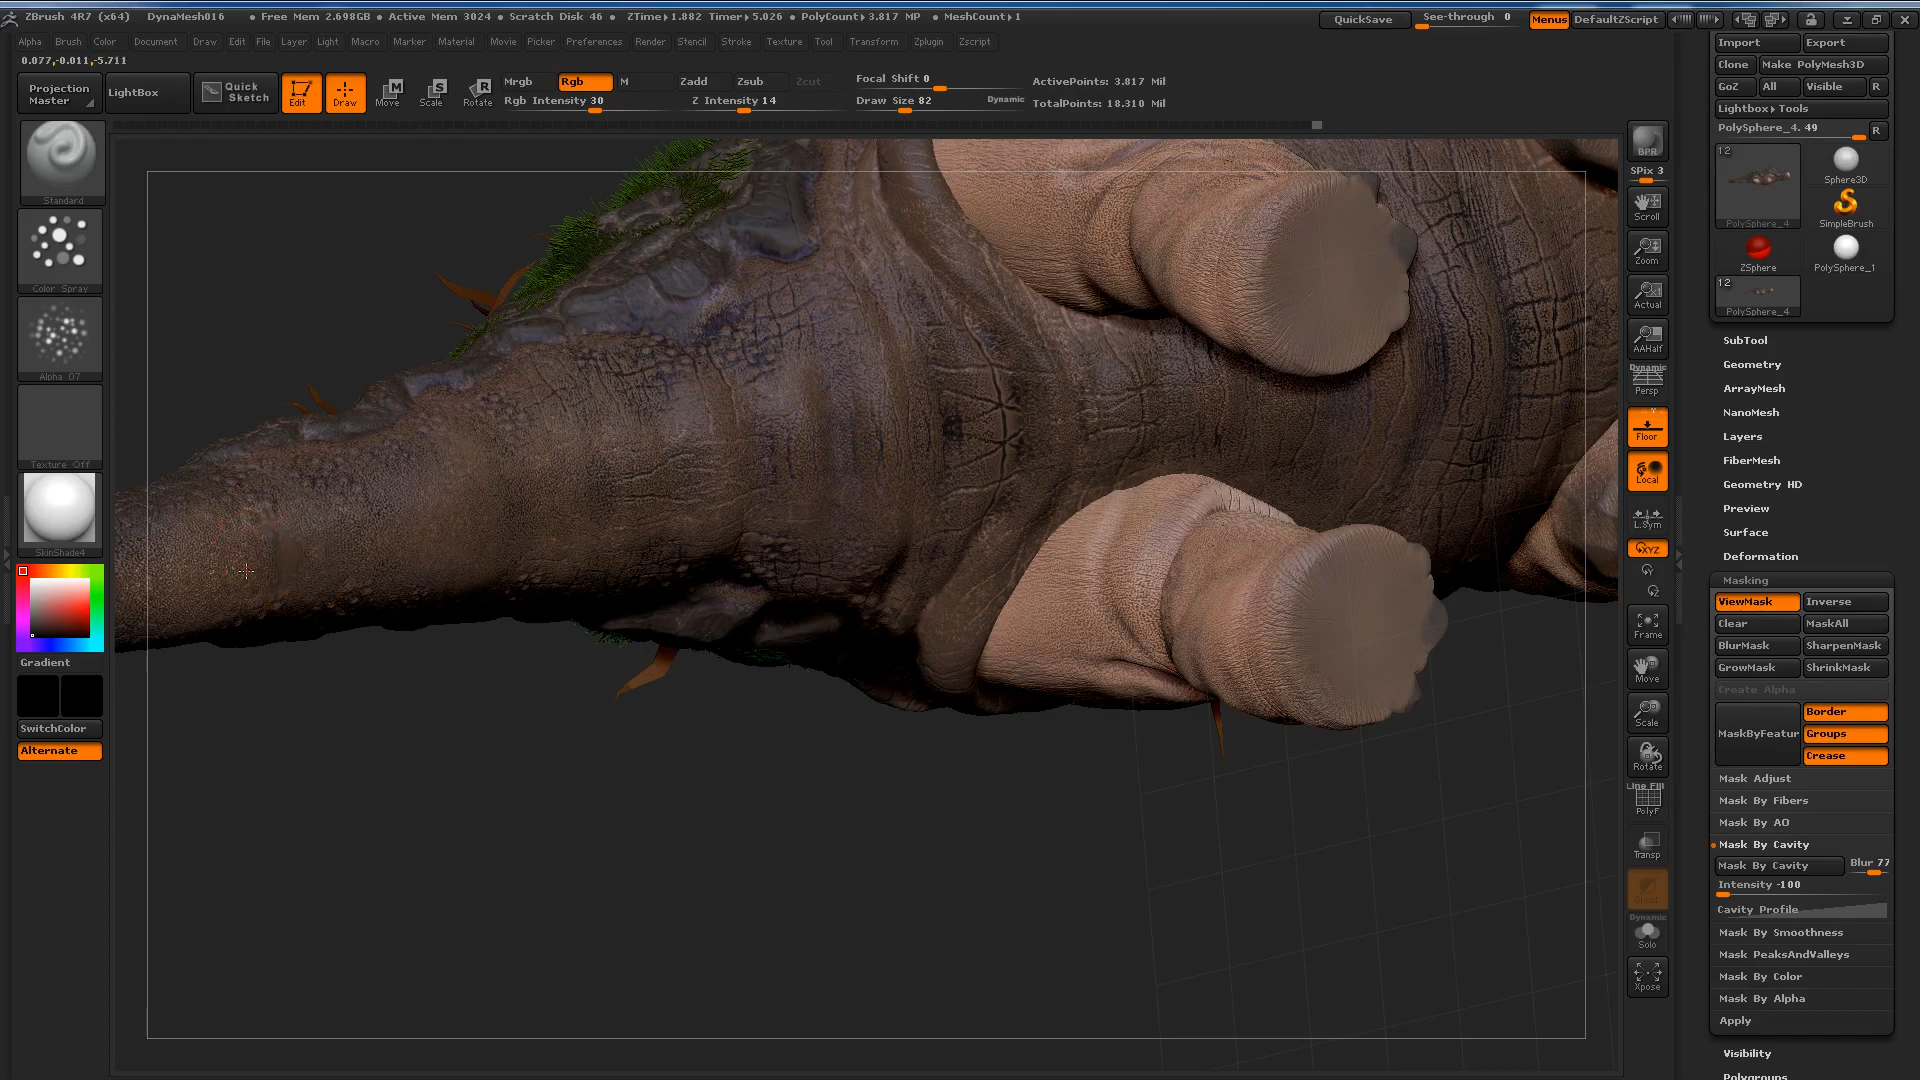 ZBrush 4R7 (x64) DynaMesh016 • Free Mem 2.698GB • Active Mem 3024 • Scratch Disk 46 • ZTime▸1.882 Timer▸5.026 • PolyCount▸3.817 MP • MeshCount▸1 QuickSave See-through 0 Menus DefaultZScript
Alpha Brush Color Document Draw Edit File Layer Light Macro Marker Material Movie Picker Preferences Render Stencil Stroke Texture Tool Transform Zplugin Zscript
0.077,-0.011,-5.711
Projection Master
LightBox
Quick Sketch
Edit
Draw
Move
Scale
Rotate
Mrgb Rgb M Zadd Zsub Zcut
Rgb Intensity 30 Z Intensity 14
Focal Shift 0
Draw Size 82 Dynamic
ActivePoints: 3.817 Mil
TotalPoints: 18.310 Mil
Standard
Color Spray
Alpha 07
Texture Off
SkinShade4
Gradient
SwitchColor
Alternate
BPR
SPix 3
Scroll
Zoom
Actual
AAHalf
Dynamic
Persp
Floor
Local
L.Sym
XYZ
Frame
Move
Scale
Rotate
Line Fill
PolyF
Transp
Ghost
Dynamic
Solo
Xpose
Import Export
Clone Make PolyMesh3D
GoZ All Visible R
Lightbox▸Tools
PolySphere_4. 49 R
12
PolySphere_4
Sphere3D
SimpleBrush
ZSphere
PolySphere_1
12
PolySphere_4
SubTool
Geometry
ArrayMesh
NanoMesh
Layers
FiberMesh
Geometry HD
Preview
Surface
Deformation
Masking
ViewMask Inverse
Clear MaskAll
BlurMask SharpenMask
GrowMask ShrinkMask
Create Alpha
MaskByFeatur
Border
Groups
Crease
Mask Adjust
Mask By Fibers
Mask By AO
Mask By Cavity
Mask By Cavity Blur 77
Intensity -100
Cavity Profile
Mask By Smoothness
Mask PeaksAndValleys
Mask By Color
Mask By Alpha
Apply
Visibility
Polygroups